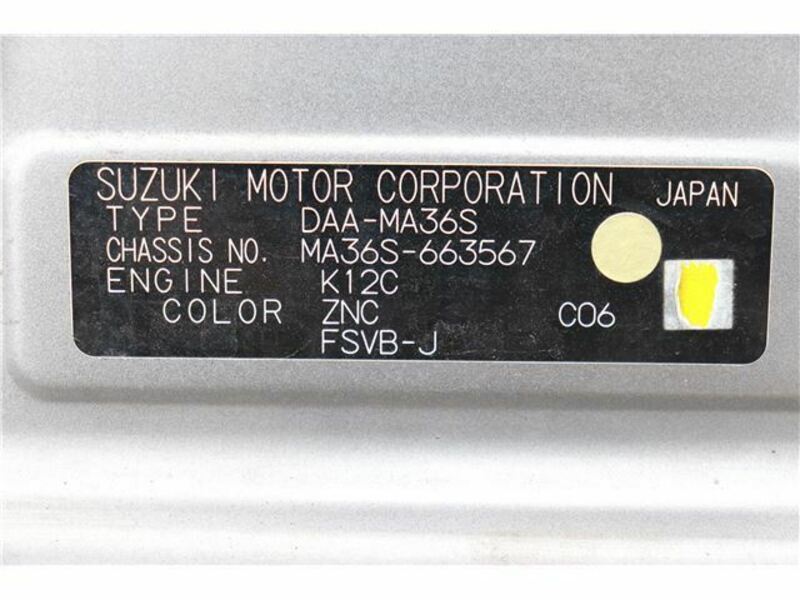 SUZUKI MOTOR CORPORATION JAPAN
TYPE DAA-MA36S
CHASSIS NO. MA36S-663567
ENGINE K12C
COLOR ZNC C06
FSVB-J